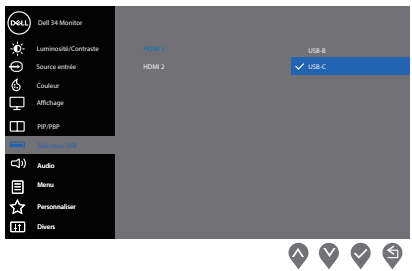 DELL
Dell 34 Monitor
Luminosité/Contraste
Source entrée
Couleur
Affichage
PIP/PBP
Sélection USB
Audio
Menu
Personnaliser
Divers
HDMI 1
HDMI 2
USB-B
USB-C